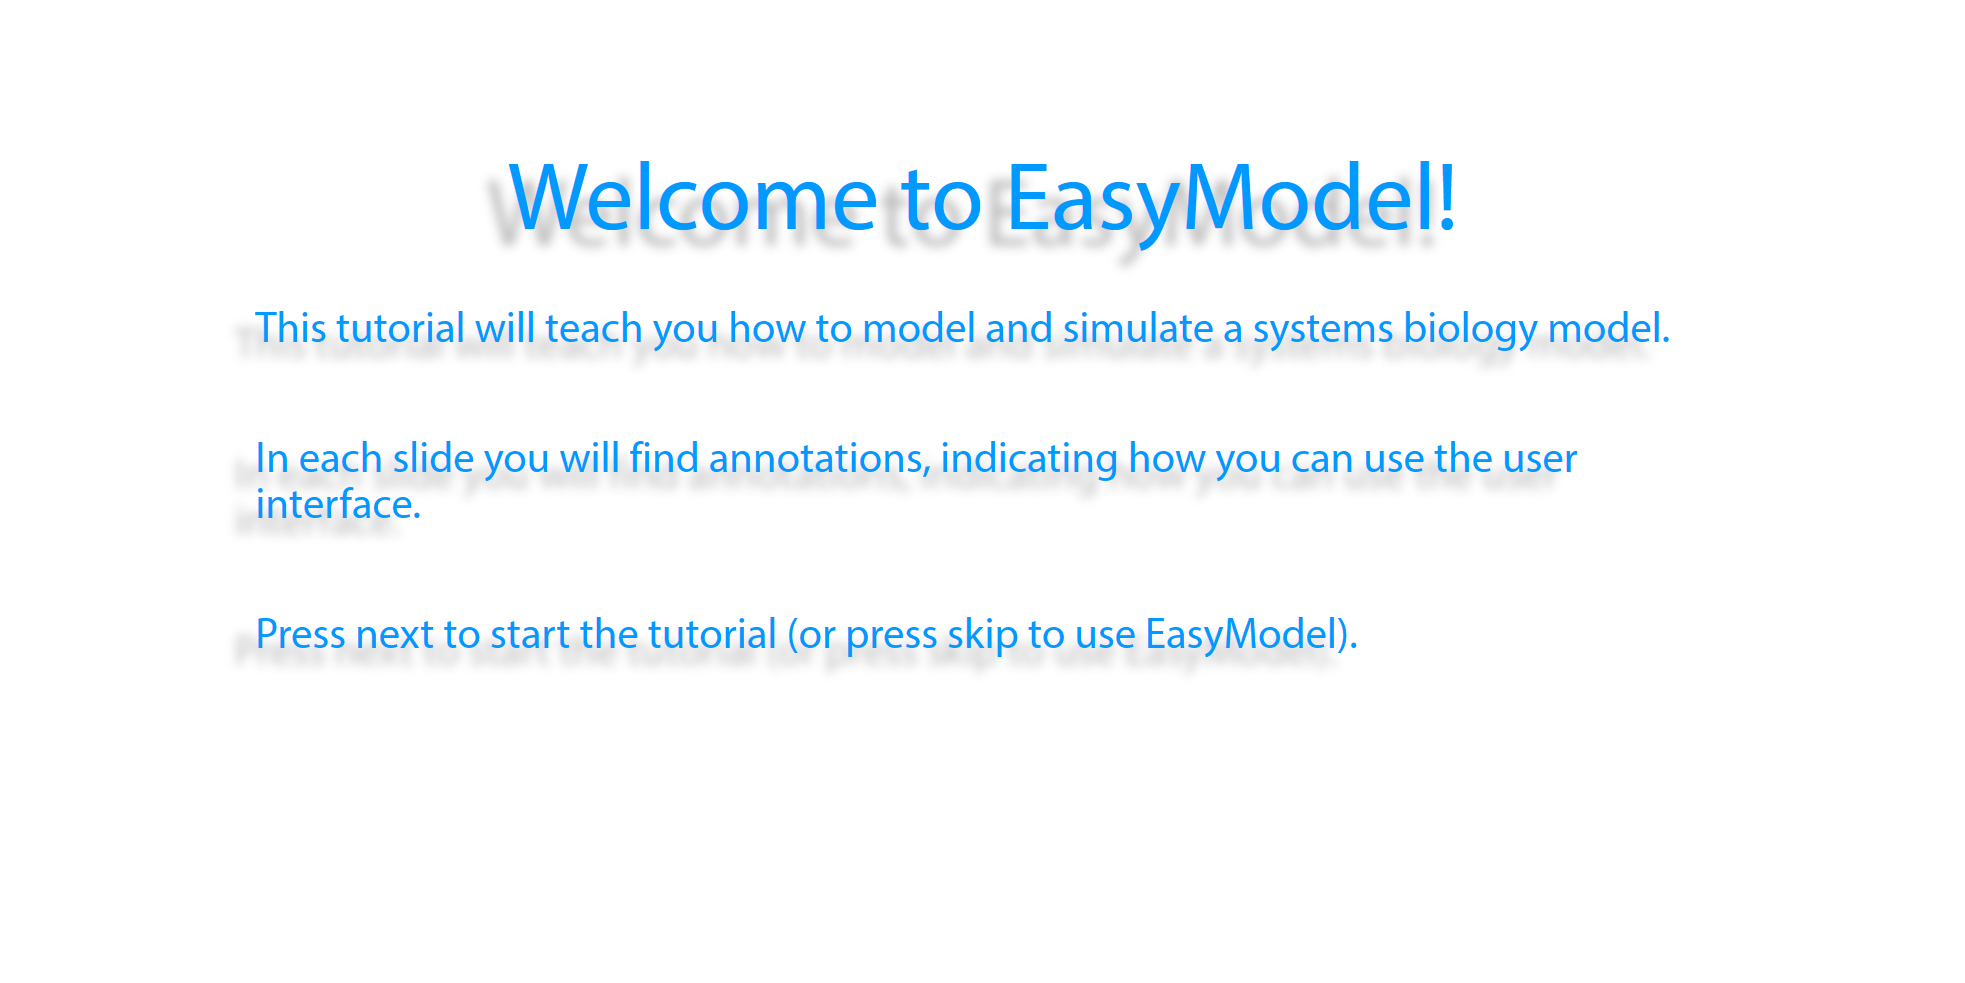 Welcome to EasyModel!
This tutorial will teach you how to model and simulate a systems biology model.
In each slide you will find annotations, indicating how you can use the user
interface.
Press next to start the tutorial (or press skip to use EasyModel).